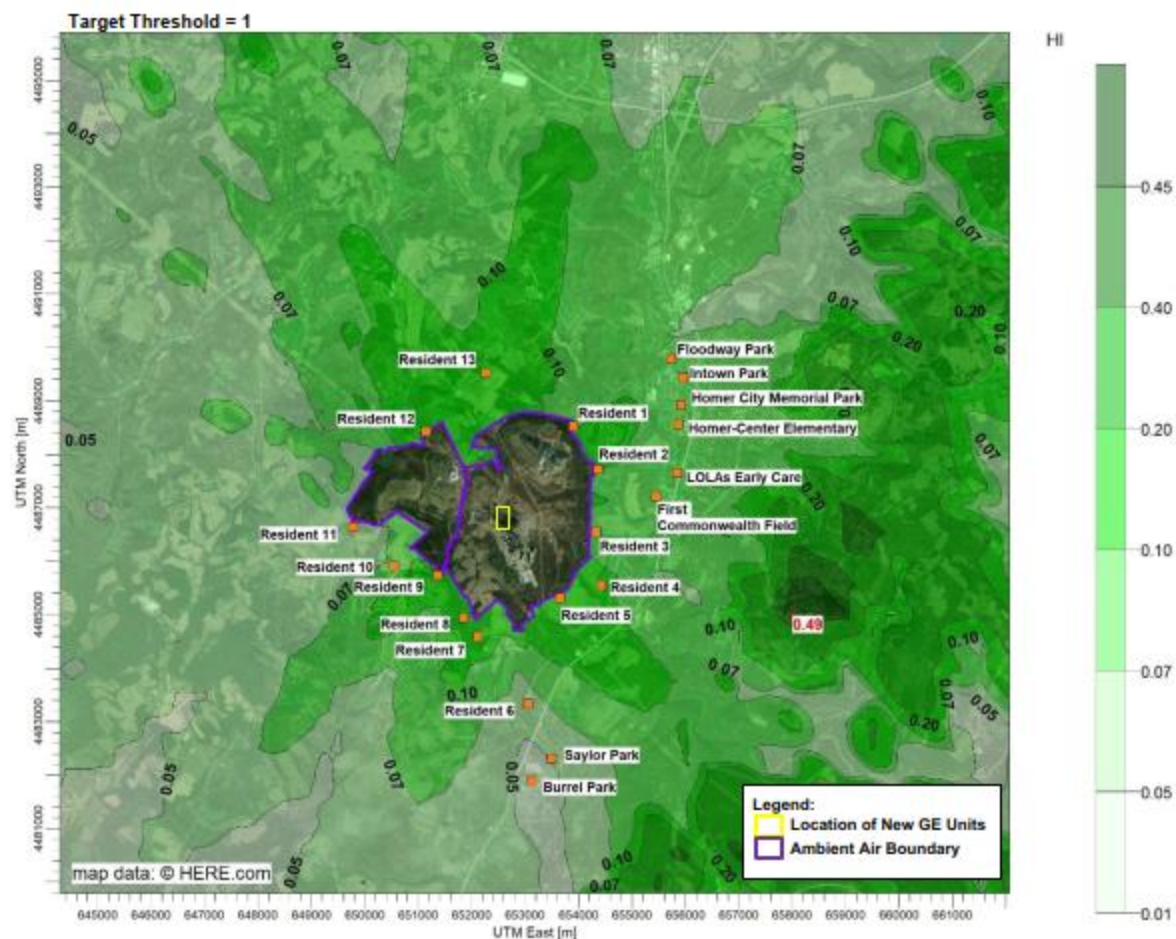 Target Threshold = 1
HI
0.07
0.07
0.10
0.05
0.07
0.10
0.07
0.10
0.07
0.10
0.20
0.07
0.20
0.10
0.10
0.05
0.07
0.20
0.07
0.10
0.49
0.10
0.07
0.10
0.07
0.05
0.20
0.05
0.07
0.05
0.05
0.10
0.10
0.07
Floodway Park
Intown Park
Homer City Memorial Park
Homer-Center Elementary
LOLAs Early Care
First
Commonwealth Field
Resident 13
Resident 12
Resident 1
Resident 2
Resident 11
Resident 3
Resident 10
Resident 9
Resident 4
Resident 5
Resident 8
Resident 7
Resident 6
Saylor Park
Burrel Park
Legend:
Location of New GE Units
Ambient Air Boundary
map data: © HERE.com
UTM North [m]
4495000
4493000
4491000
4489000
4487000
4485000
4483000
4481000
645000 646000 647000 648000 649000 650000 651000 652000 653000 654000 655000 656000 657000 658000 659000 660000 661000
UTM East [m]
0.45
0.40
0.20
0.10
0.07
0.05
0.01